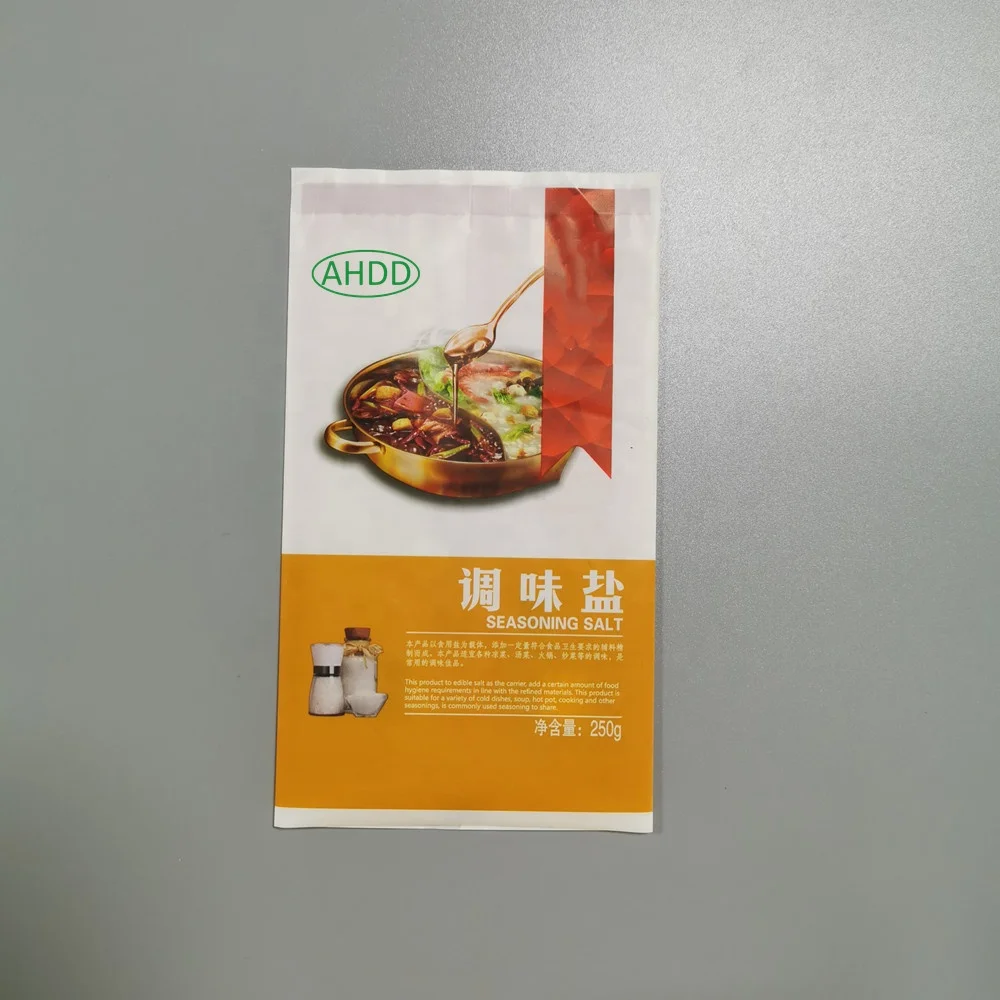 AHDD
调味盐
SEASONING SALT
本产品以食用盐为载体，添加一定量符合食品卫生要求的辅料精
制而成。本产品适宜各种凉菜、汤菜、火锅、炒菜等的调味，是
常用的调味佳品。
This product to edible salt as the carrier, add a certain amount of food
hygiene requirements in line with the refined materials. This product is
suitable for a variety of cold dishes, soup, hot pot, cooking and other
seasonings, is commonly used seasoning to share.
净含量：250g